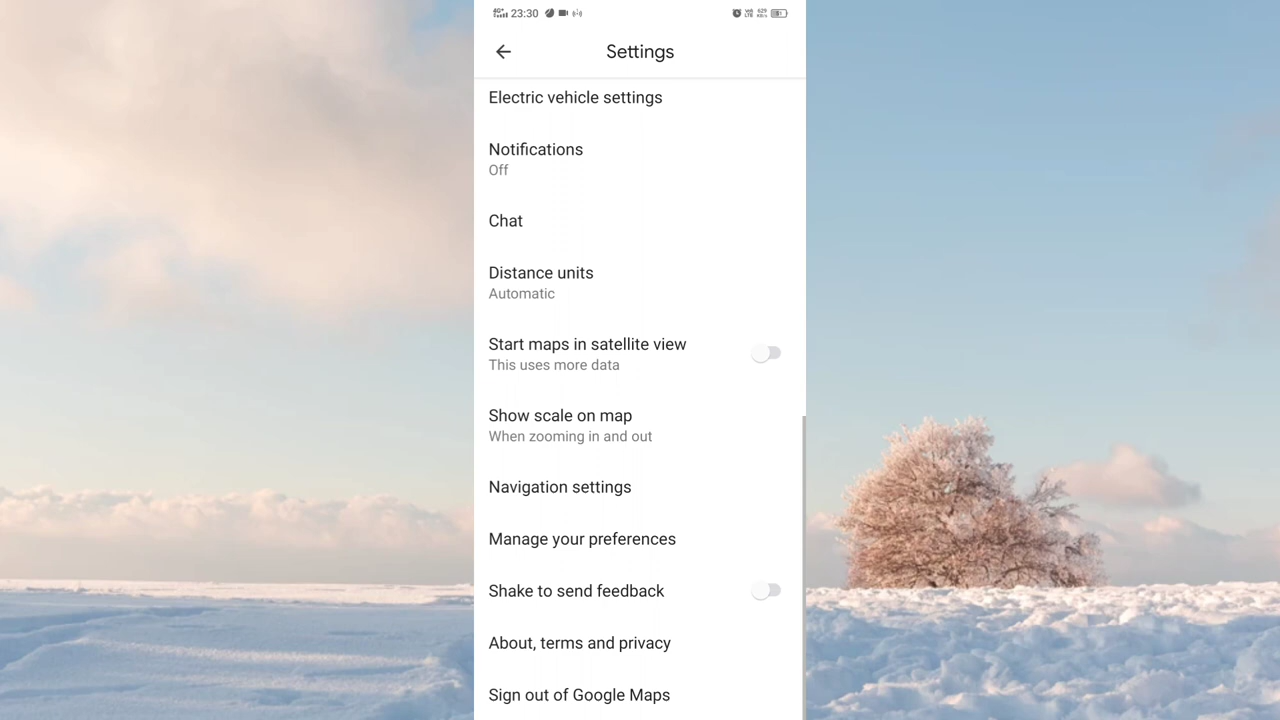 4G+ 23:30
Settings
Electric vehicle settings
Notifications
Off
Chat
Distance units
Automatic
Start maps in satellite view
This uses more data
Show scale on map
When zooming in and out
Navigation settings
Manage your preferences
Shake to send feedback
About, terms and privacy
Sign out of Google Maps